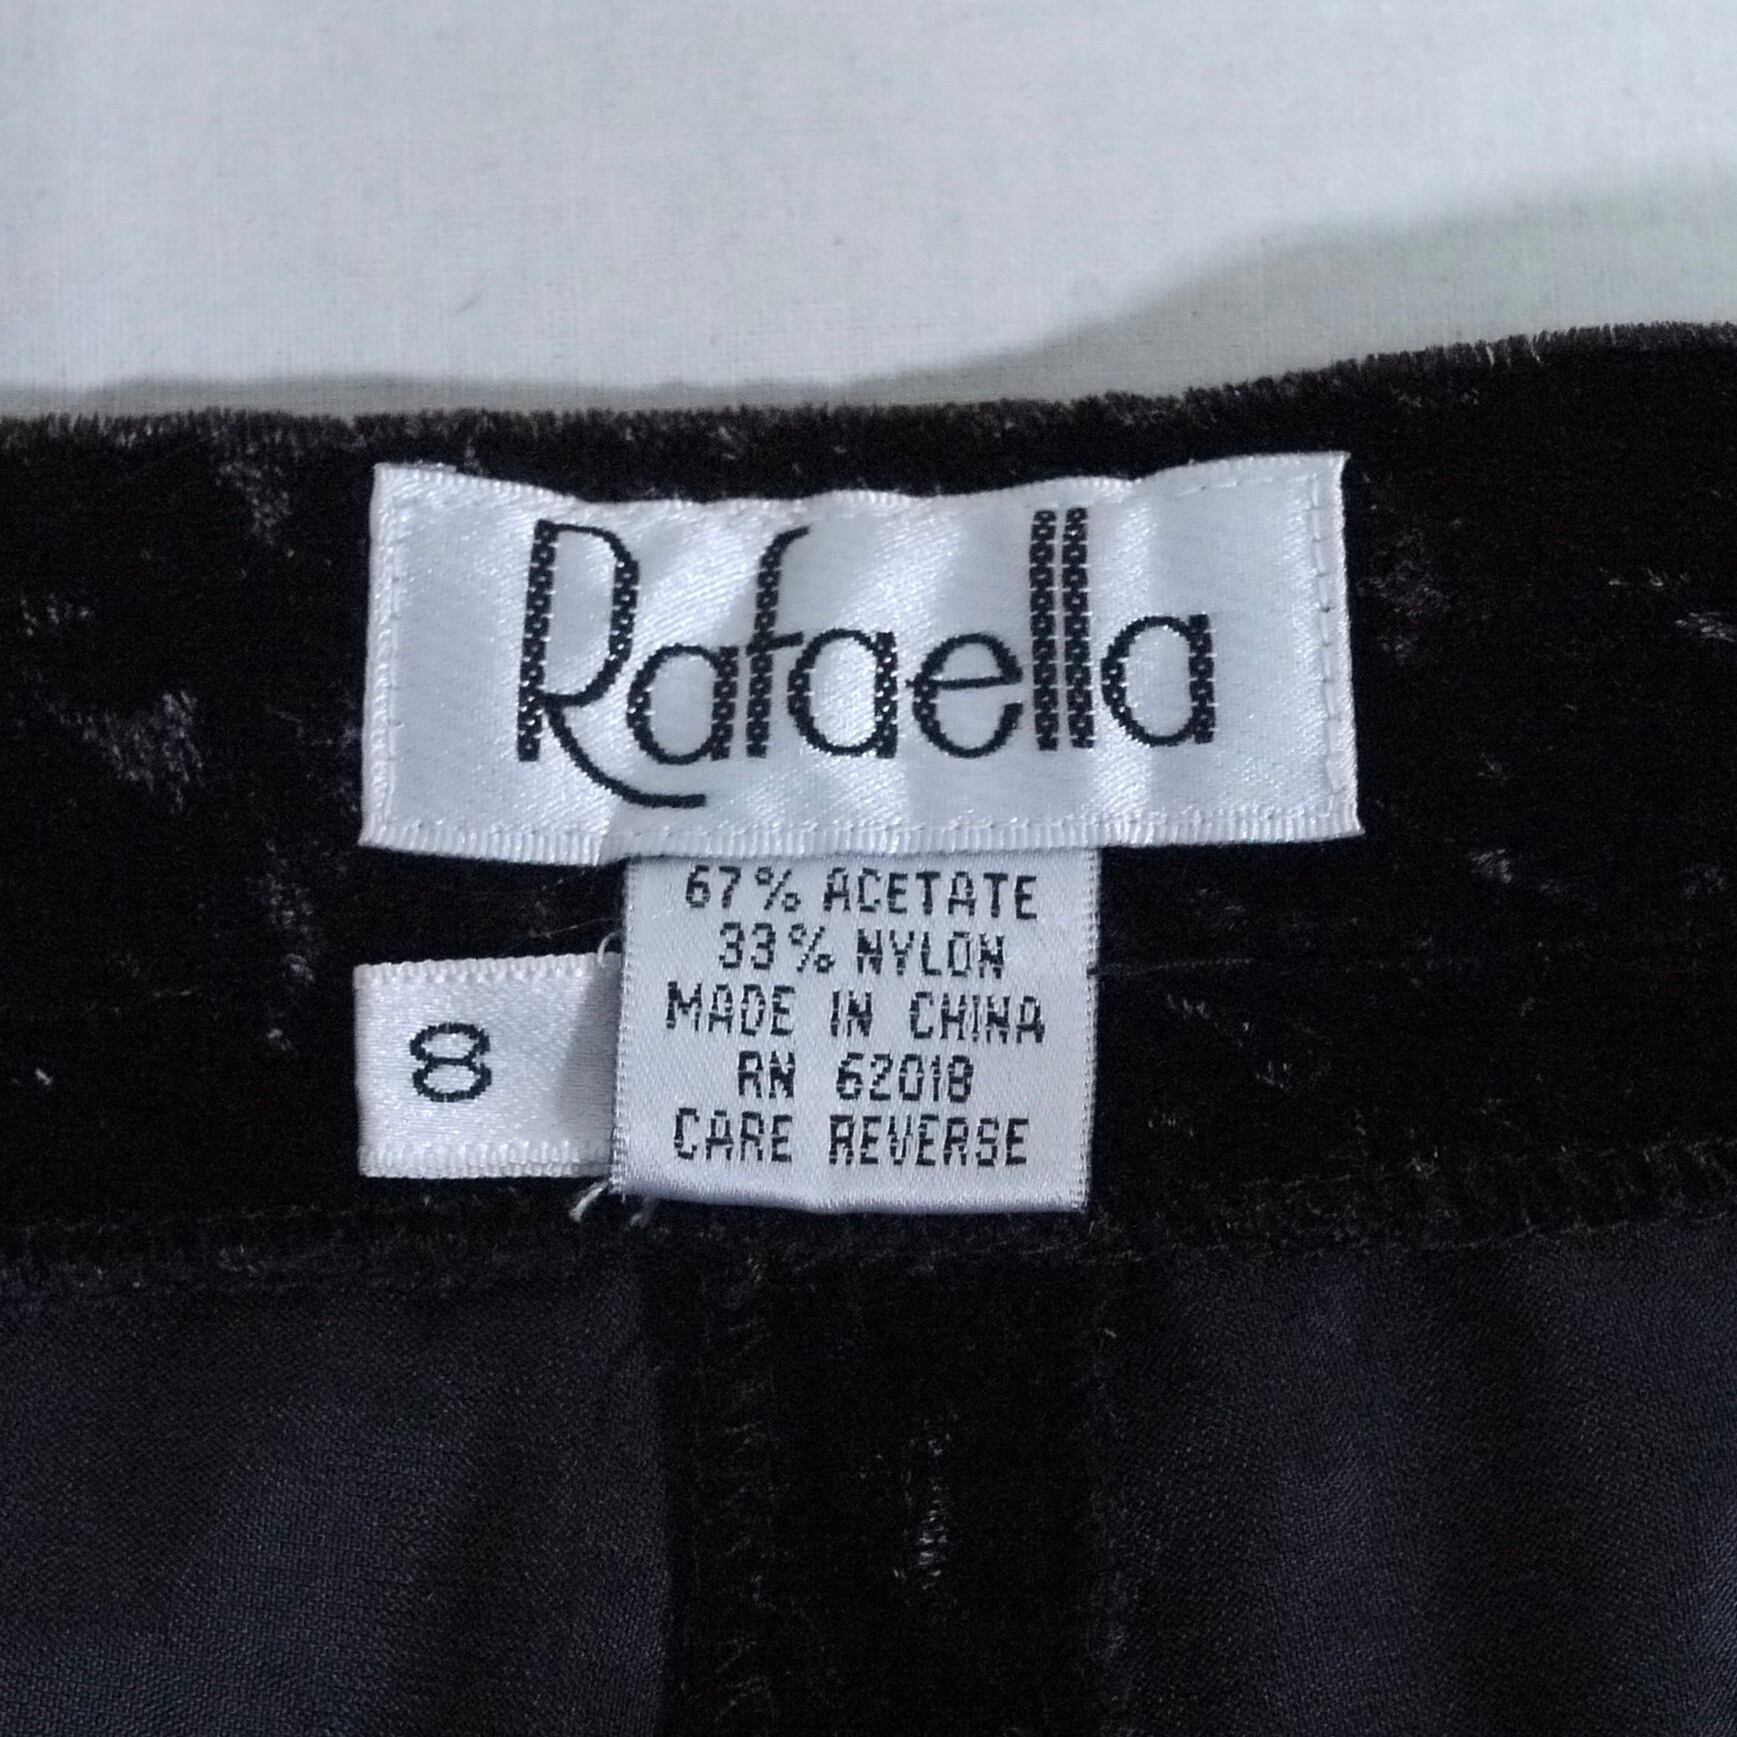 Rafaella
67% ACETATE
33% NYLON
MADE IN CHINA
RN 62018
CARE REVERSE
8